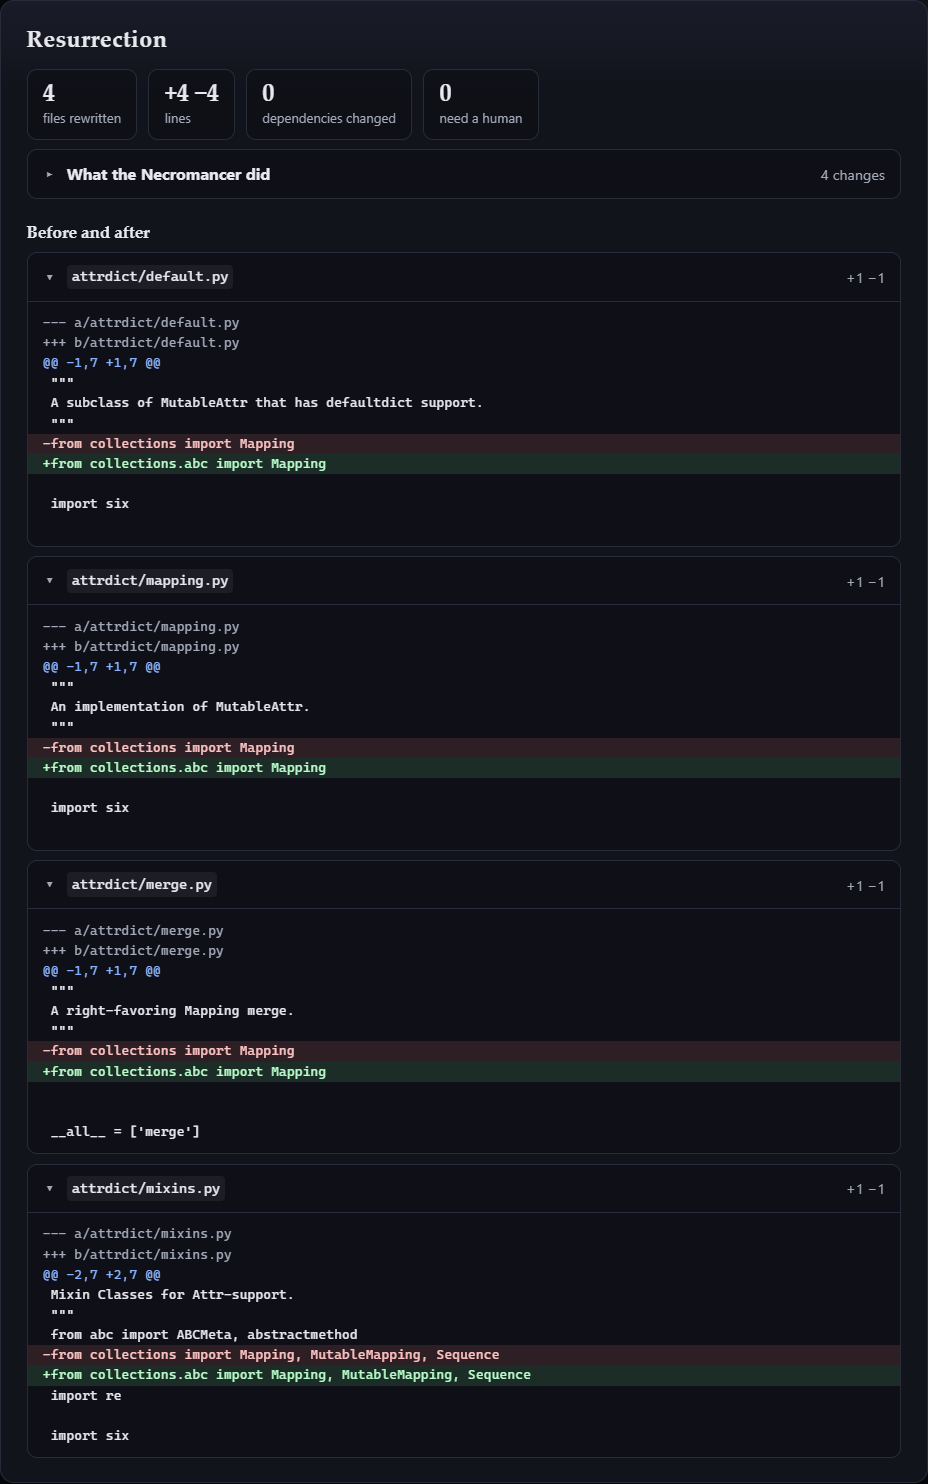 Resurrection
4
files rewritten
+4 −4
lines
0
dependencies changed
0
need a human
▸ What the Necromancer did 4 changes
Before and after
▾ attrdict/default.py +1 −1
--- a/attrdict/default.py
+++ b/attrdict/default.py
@@ -1,7 +1,7 @@
 """
 A subclass of MutableAttr that has defaultdict support.
 """
-from collections import Mapping
+from collections.abc import Mapping
 import six
▾ attrdict/mapping.py +1 −1
--- a/attrdict/mapping.py
+++ b/attrdict/mapping.py
@@ -1,7 +1,7 @@
 """
 An implementation of MutableAttr.
 """
-from collections import Mapping
+from collections.abc import Mapping
 import six
▾ attrdict/merge.py +1 −1
--- a/attrdict/merge.py
+++ b/attrdict/merge.py
@@ -1,7 +1,7 @@
 """
 A right-favoring Mapping merge.
 """
-from collections import Mapping
+from collections.abc import Mapping
 __all__ = ['merge']
▾ attrdict/mixins.py +1 −1
--- a/attrdict/mixins.py
+++ b/attrdict/mixins.py
@@ -2,7 +2,7 @@
 Mixin Classes for Attr-support.
 """
 from abc import ABCMeta, abstractmethod
-from collections import Mapping, MutableMapping, Sequence
+from collections.abc import Mapping, MutableMapping, Sequence
 import re
 import six